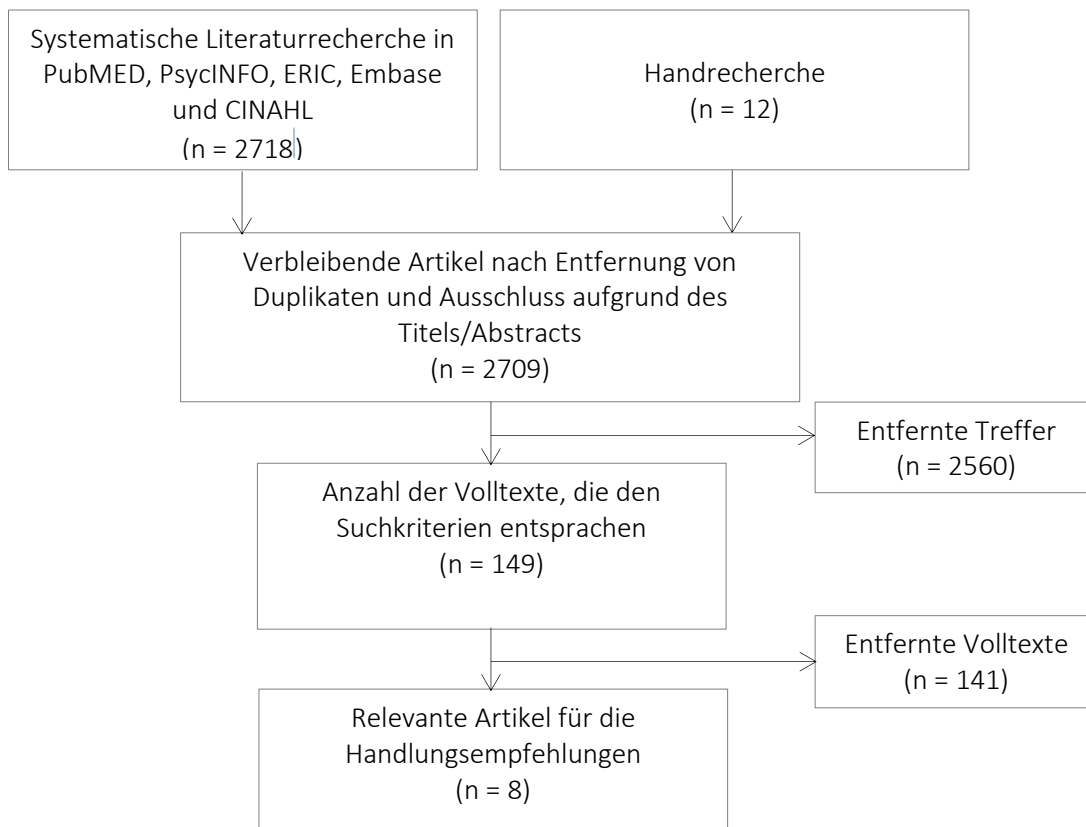 Systematische Literaturrecherche in
PubMED, PsycINFO, ERIC, Embase
und CINAHL
(n = 2718)
Handrecherche
(n = 12)
Verbleibende Artikel nach Entfernung von
Duplikaten und Ausschluss aufgrund des
Titels/Abstracts
(n = 2709)
Entfernte Treffer
(n = 2560)
Anzahl der Volltexte, die den
Suchkriterien entsprachen
(n = 149)
Entfernte Volltexte
(n = 141)
Relevante Artikel für die
Handlungsempfehlungen
(n = 8)